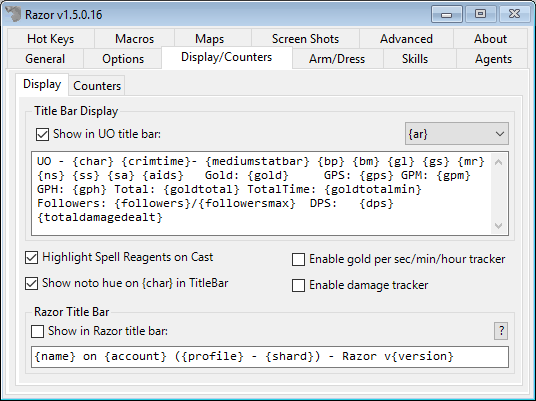 Razor v1.5.0.16
Hot Keys Macros Maps Screen Shots Advanced About
General Options Display/Counters Arm/Dress Skills Agents
Display Counters
Title Bar Display
Show in UO title bar: {ar}
UO - {char} {crimtime}- {mediumstatbar} {bp} {bm} {gl} {gs} {mr}
{ns} {ss} {sa} {aids} Gold: {gold} GPS: {gps} GPM: {gpm}
GPH: {gph} Total: {goldtotal} TotalTime: {goldtotalmin}
Followers: {followers}/{followersmax} DPS: {dps}
{totaldamagedealt}
Highlight Spell Reagents on Cast Enable gold per sec/min/hour tracker
Show noto hue on {char} in TitleBar Enable damage tracker
Razor Title Bar
Show in Razor title bar: ?
{name} on {account} ({profile} - {shard}) - Razor v{version}